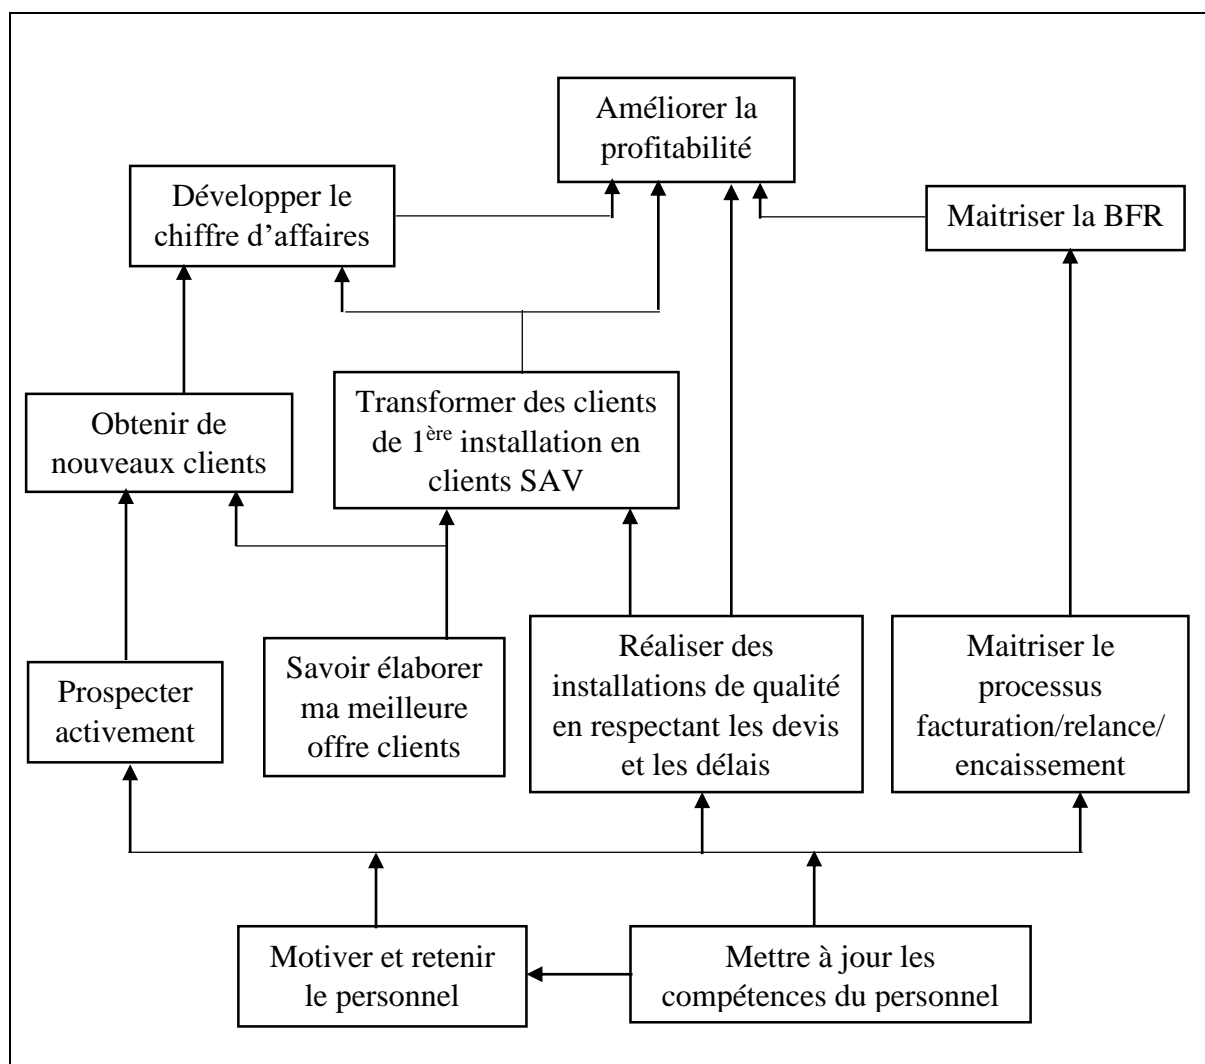 Améliorer la
profitabilité
Développer le
chiffre d’affaires
Maitriser la BFR
Obtenir de
nouveaux clients
Transformer des clients
de 1ère installation en
clients SAV
Prospecter
activement
Savoir élaborer
ma meilleure
offre clients
Réaliser des
installations de qualité
en respectant les devis
et les délais
Maitriser le
processus
facturation/relance/
encaissement
Motiver et retenir
le personnel
Mettre à jour les
compétences du personnel